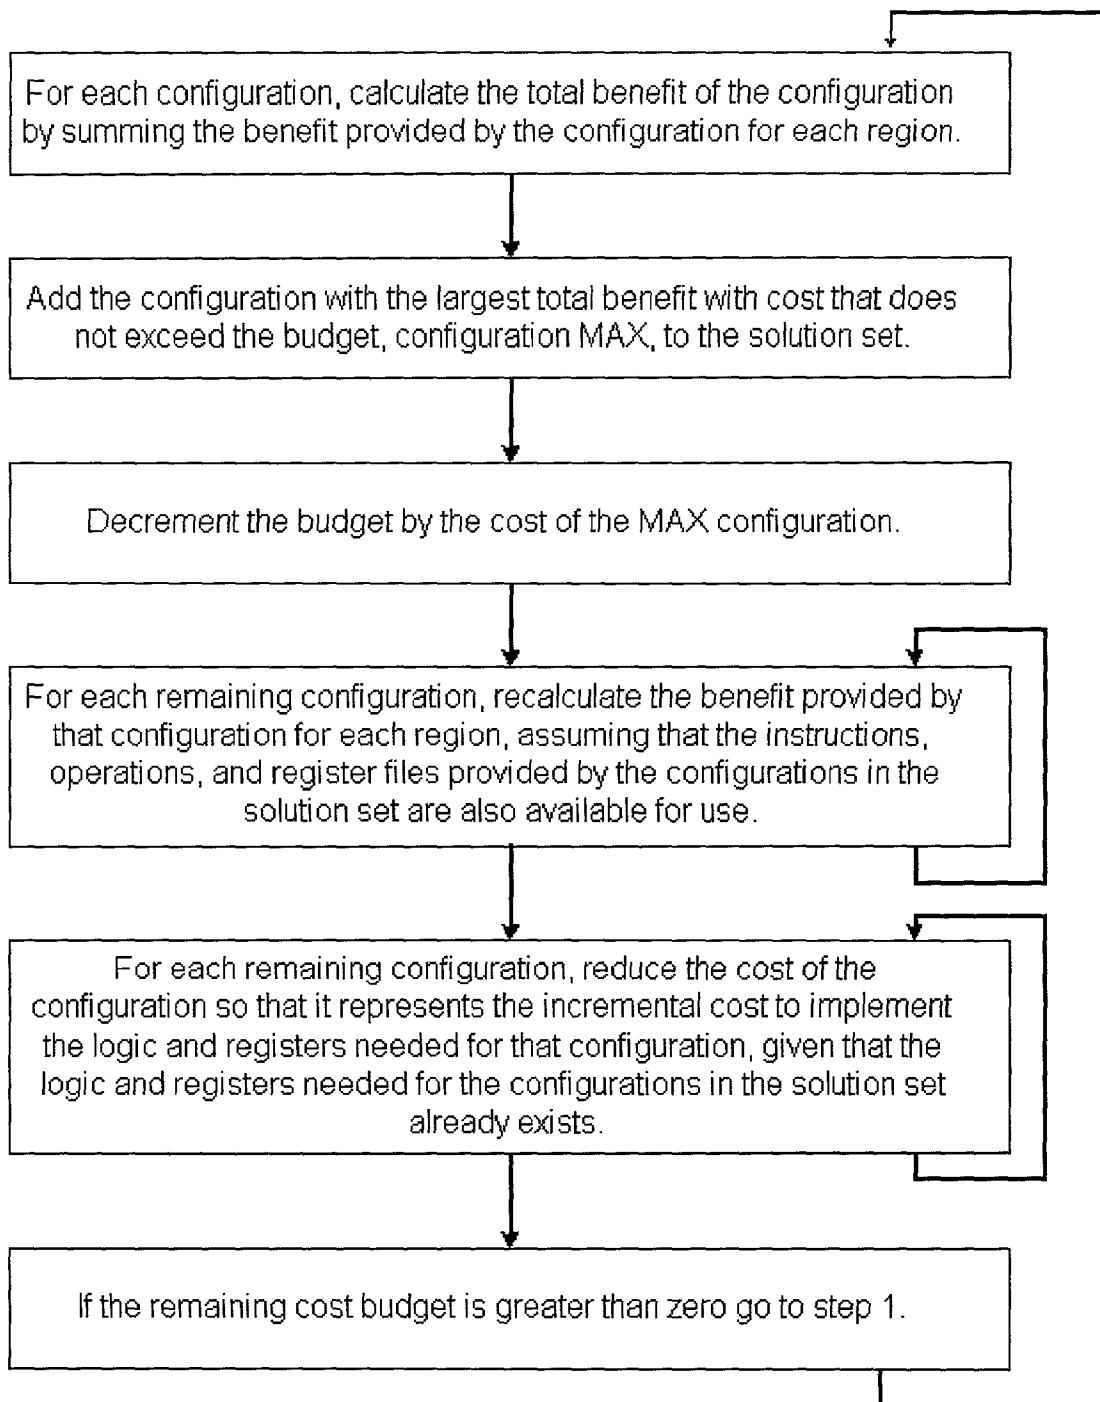 For each configuration, calculate the total benefit of the configuration
by summing the benefit provided by the configuration for each region.
Add the configuration with the largest total benefit with cost that does
not exceed the budget, configuration MAX, to the solution set.
Decrement the budget by the cost of the MAX configuration.
For each remaining configuration, recalculate the benefit provided by
that configuration for each region, assuming that the instructions,
operations, and register files provided by the configurations in the
solution set are also available for use.
For each remaining configuration, reduce the cost of the
configuration so that it represents the incremental cost to implement
the logic and registers needed for that configuration, given that the
logic and registers needed for the configurations in the solution set
already exists.
If the remaining cost budget is greater than zero go to step 1.